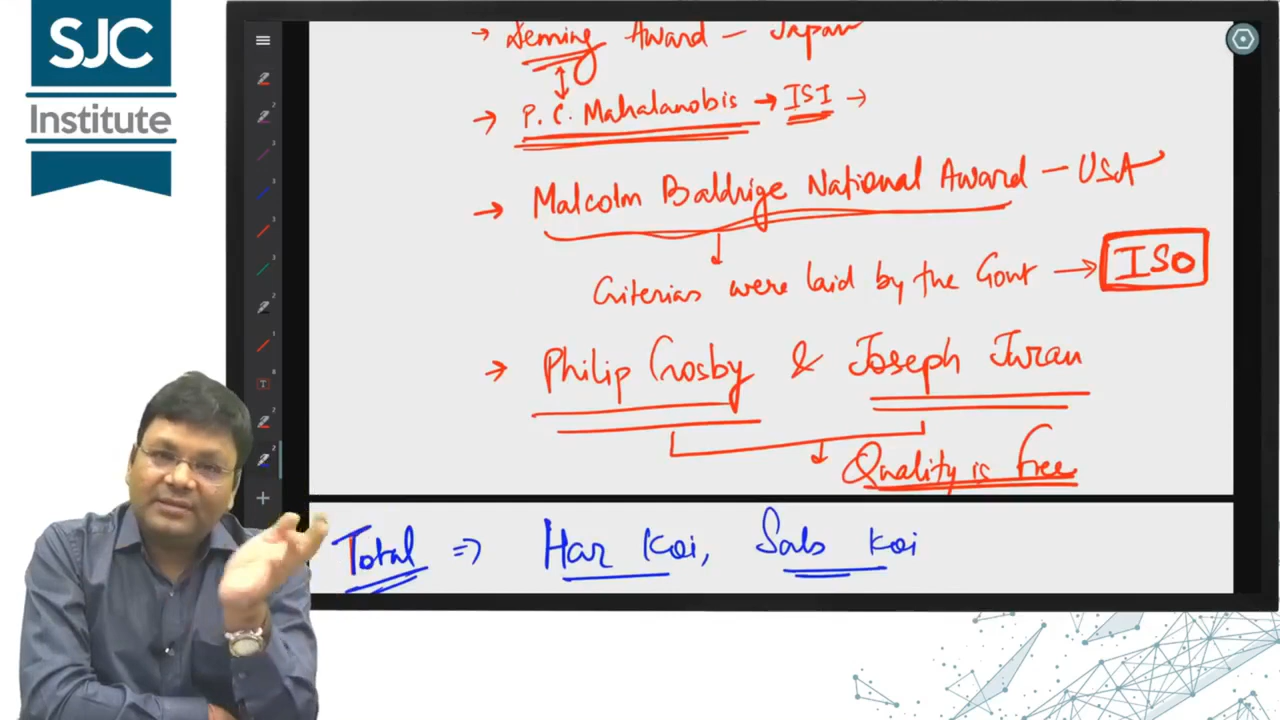 SJC
Institute
→ Deming Award – Japan
→ P. C. Mahalanobis → ISI →
→ Malcolm Baldrige National Award – USA
Criterias were laid by the Govt → ISO
→ Philip Crosby & Joseph Juran
Quality is free
Total ⇒ Har Koi, Sab Koi